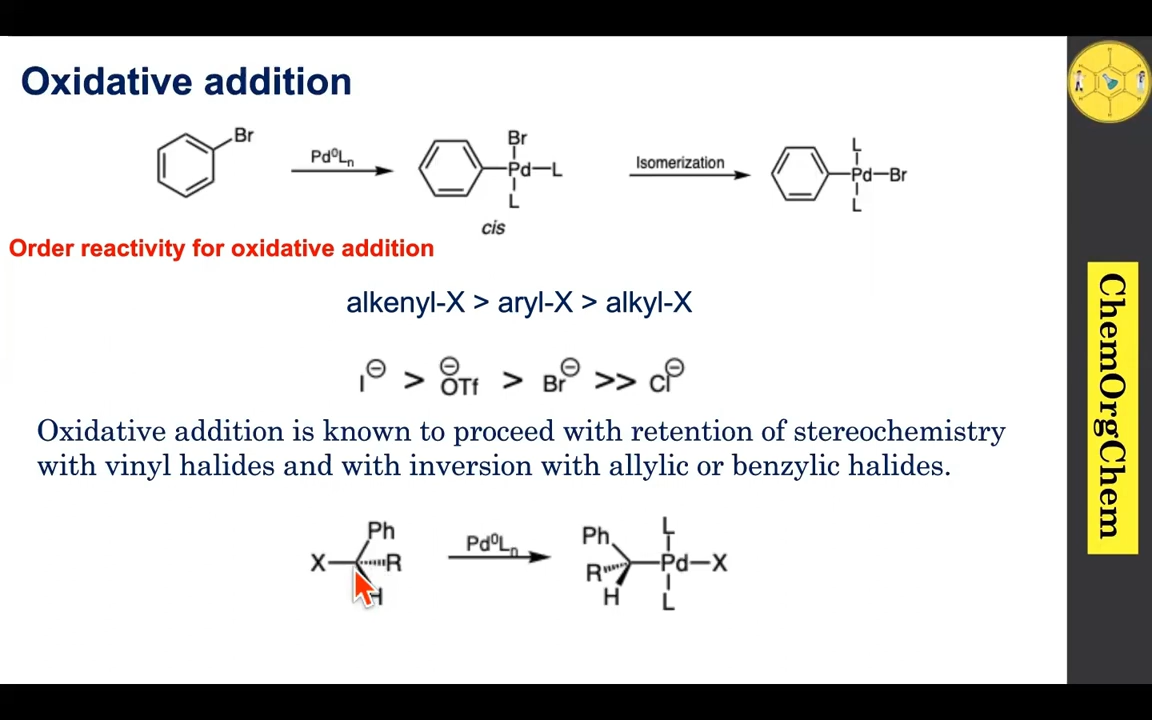 Oxidative addition
Br
Pd⁰Lₙ
Br
Pd—L
L
cis
Isomerization
L
Pd—Br
L
Order reactivity for oxidative addition
alkenyl-X > aryl-X > alkyl-X
I⊖ > ⊖OTf > Br⊖ >> Cl⊖
Oxidative addition is known to proceed with retention of stereochemistry
with vinyl halides and with inversion with allylic or benzylic halides.
Ph
X R
H
Pd⁰Lₙ
Ph L
R Pd—X
H L
ChemOrgChem